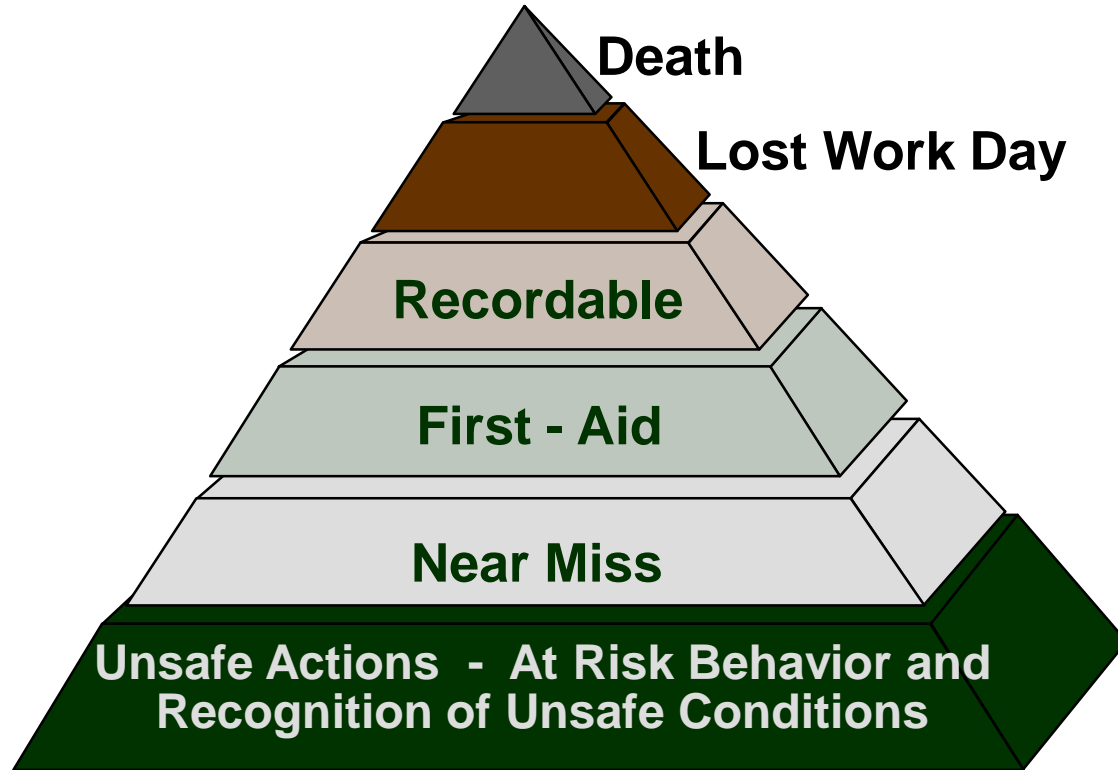 Death
Lost Work Day
Recordable
First - Aid
Near Miss
Unsafe Actions - At Risk Behavior and
Recognition of Unsafe Conditions